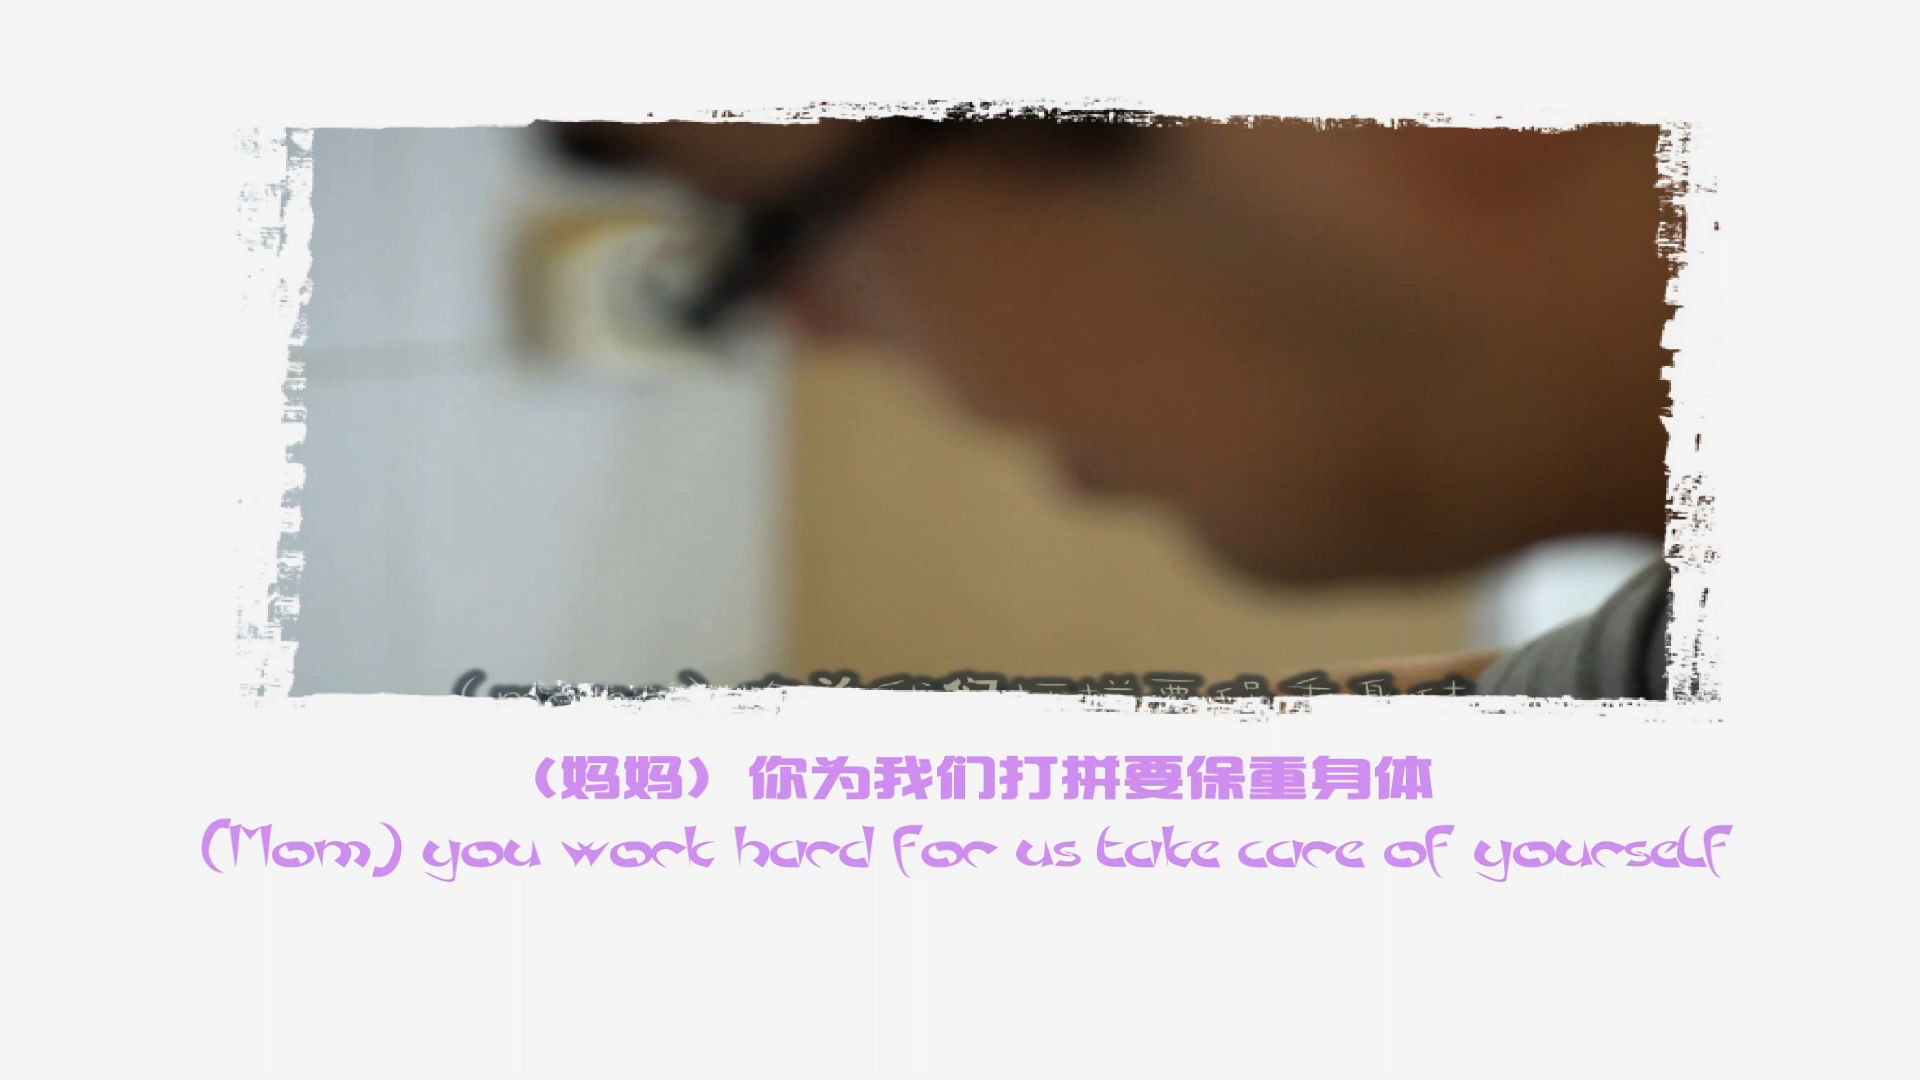 （妈妈）你为我们打拼要保重身体
(Mom) you work hard for us take care of yourself